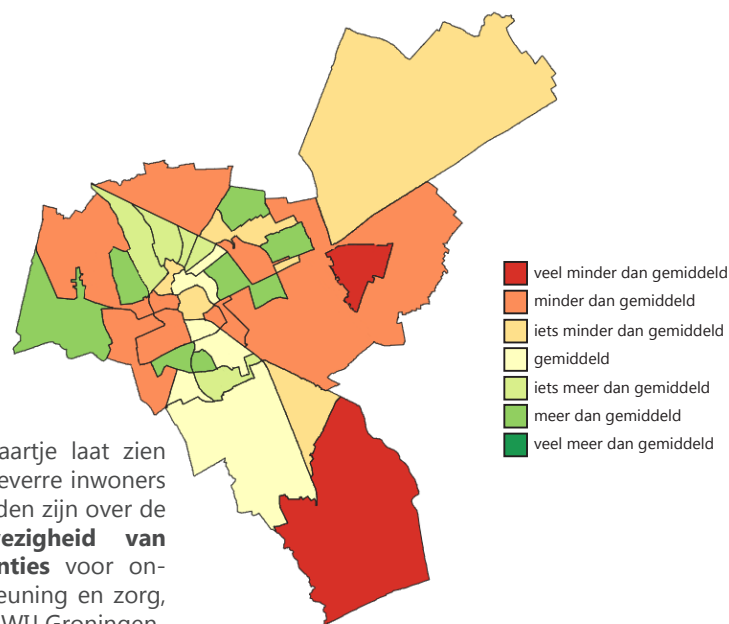 veel minder dan gemiddeld
minder dan gemiddeld
iets minder dan gemiddeld
gemiddeld
iets meer dan gemiddeld
meer dan gemiddeld
veel meer dan gemiddeld
aartje laat zien
everre inwoners
den zijn over de
ezigheid van
nties voor on-
euning en zorg,
WIJ Groningen